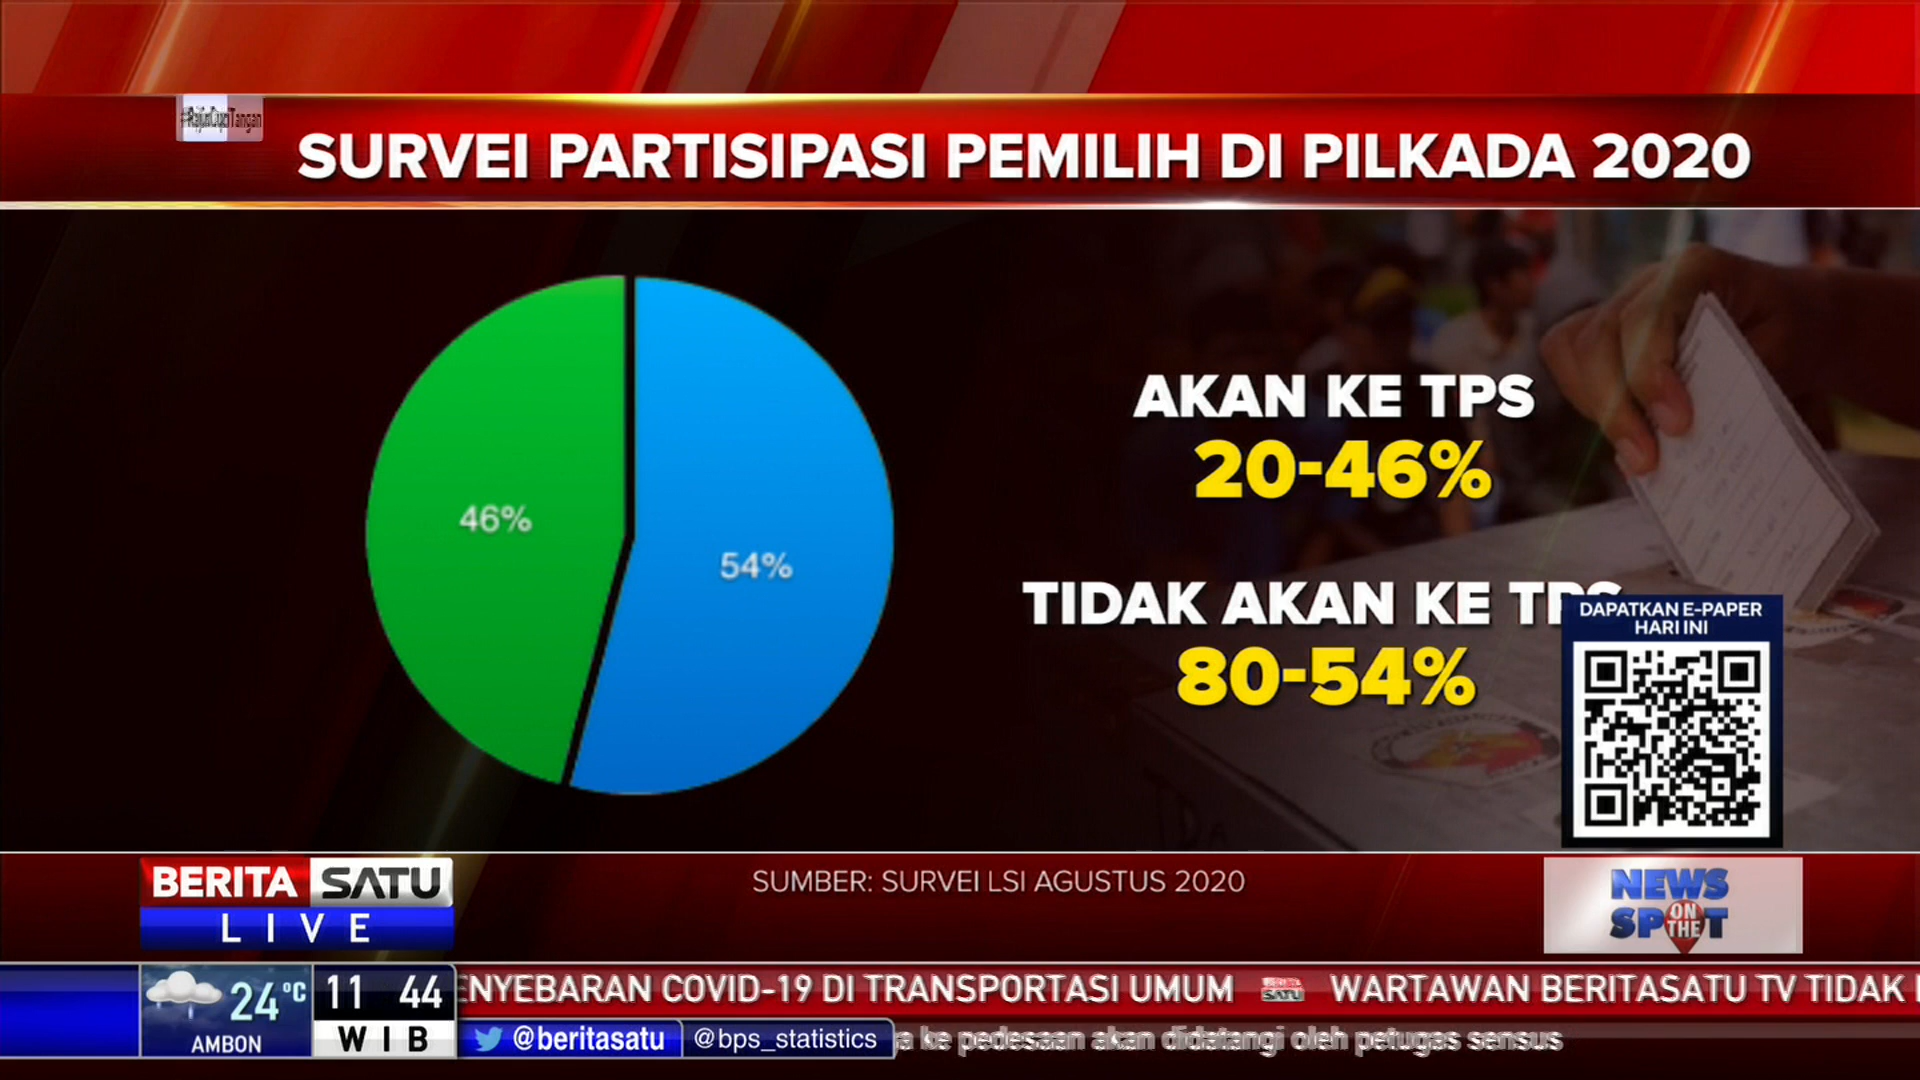 SURVEI PARTISIPASI PEMILIH DI PILKADA 2020
46%
54%
AKAN KE TPS
20-46%
TIDAK AKAN KE TPS
80-54%
DAPATKAN E-PAPER
HARI INI
BERITA SATU
LIVE
SUMBER: SURVEI LSI AGUSTUS 2020
NEWS
ON THE
SPOT
24°C
AMBON
11 44
WIB
ENYEBARAN COVID-19 DI TRANSPORTASI UMUM
WARTAWAN BERITASATU TV TIDAK
@beritasatu
@bps_statistics
ke pedesaan akan didatangi oleh petugas sensus